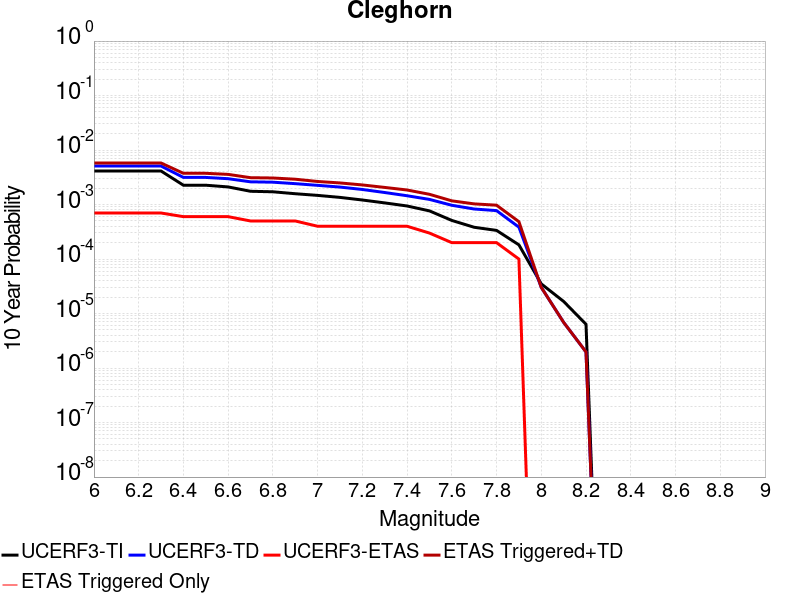 Cleghorn
10 Year Probability
10^0
10^-1
10^-2
10^-3
10^-4
10^-5
10^-6
10^-7
10^-8
6 6.2 6.4 6.6 6.8 7 7.2 7.4 7.6 7.8 8 8.2 8.4 8.6 8.8 9
Magnitude
UCERF3-TI UCERF3-TD UCERF3-ETAS ETAS Triggered+TD
ETAS Triggered Only